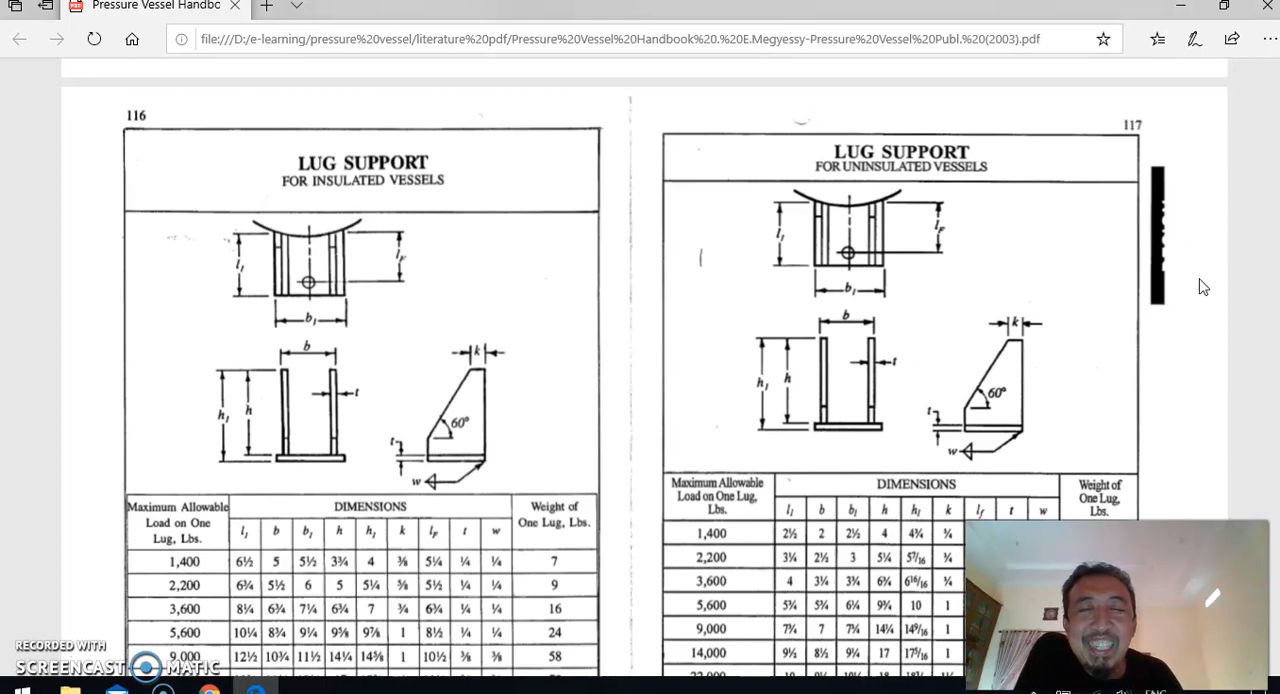 Pressure Vessel Handbo
file:///D:/e-learning/pressure%20vessel/literature%20pdf/Pressure%20Vessel%20Handbook%20.%20E.Megyessy-Pressure%20Vessel%20Publ.%20(2003).pdf
116
LUG SUPPORT
FOR INSULATED VESSELS
l₁
lF
b₁
b
k
h₁
h
t
60°
t
w
Maximum Allowable Load on One Lug, Lbs.
DIMENSIONS
Weight of One Lug, Lbs.
l₁ b b₁ h h₁ k lF t w
1,400 6½ 5 5½ 3¾ 4 ⅜ 5¼ ¼ ¼ 7
2,200 6¾ 5½ 6 5 5¼ ⅝ 5½ ¼ ¼ 9
3,600 8¼ 6¾ 7¼ 6¾ 7 ¾ 6¾ ¼ ¼ 16
5,600 10¼ 8¾ 9¼ 9⅝ 9⅞ 1 8½ ¼ ¼ 24
9,000 12½ 10¾ 11½ 14¼ 14⅝ 10½ ⅜ ⅜ 58
117
LUG SUPPORT
FOR UNINSULATED VESSELS
l₁
lF
b₁
b
k
h₁
h
t
60°
t
w
Maximum Allowable Load on One Lug, Lbs.
DIMENSIONS
Weight of One Lug, Lbs.
l₁ b b₁ h h₁ k lf t w
1,400 2½ 2 2½ 4 4¾ ¾
2,200 3¼ 2½ 3 5¼ 5⁷/₁₆ ¾
3,600 4 3¼ 3¾ 6¾ 6¹⁶/₁₆ ¾
5,600 5¾ 5¾ 6¼ 9¾ 10 1
9,000 7¾ 7 7¾ 14¼ 14⁹/₁₆ 1
14,000 9½ 8½ 9¼ 17 17⁵/₁₆ 1
RECORDED WITH
SCREENCAST MATIC